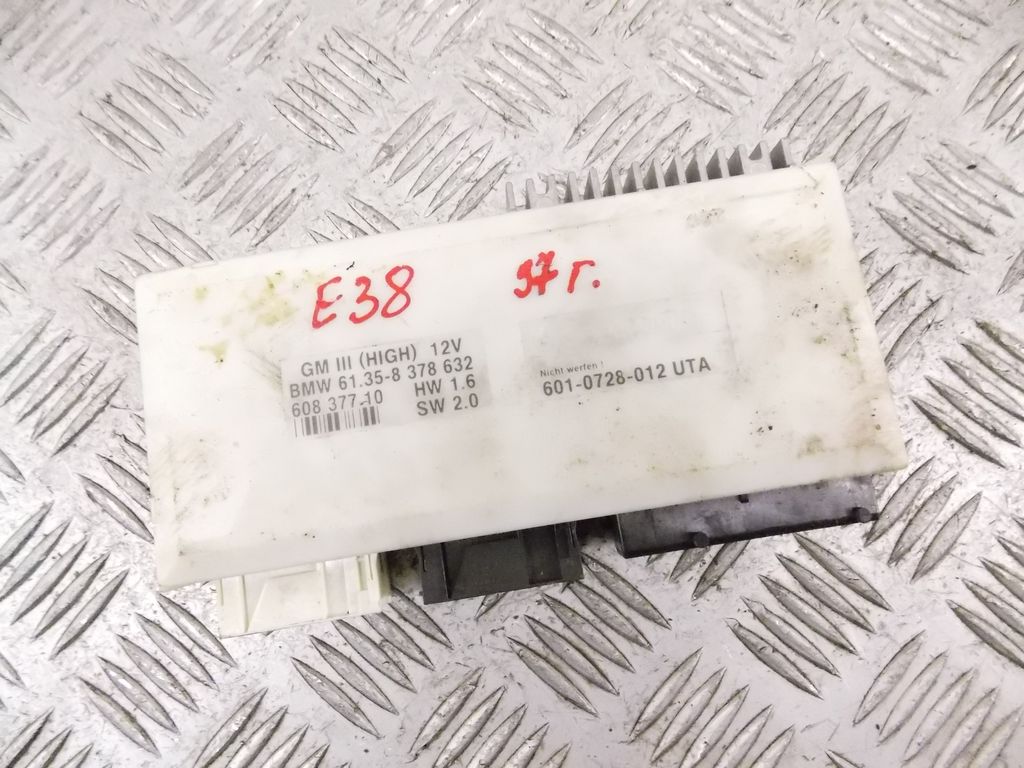 E38
97 г.
GM III (HIGH) 12V
BMW 61.35-8 378 632
608 377 10 HW 1.6
SW 2.0
Nicht werfen !
601-0728-012 UTA